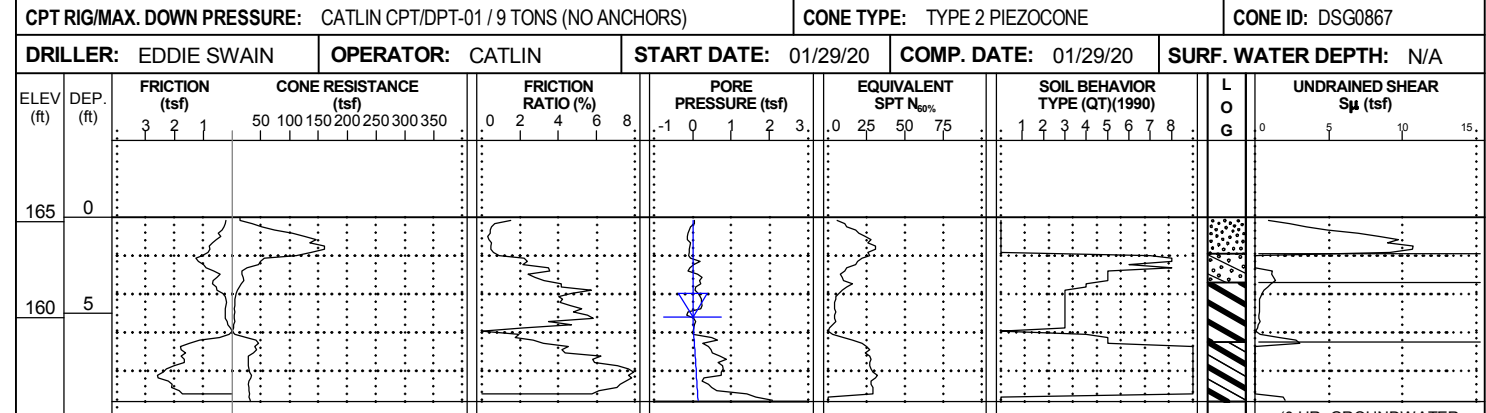 CPT RIG/MAX. DOWN PRESSURE: CATLIN CPT/DPT-01 / 9 TONS (NO ANCHORS) CONE TYPE: TYPE 2 PIEZOCONE CONE ID: DSG0867
DRILLER: EDDIE SWAIN OPERATOR: CATLIN START DATE: 01/29/20 COMP. DATE: 01/29/20 SURF. WATER DEPTH: N/A
ELEV (ft)
DEP. (ft)
FRICTION (tsf)
3 2 1
CONE RESISTANCE (tsf)
50 100 150 200 250 300 350
FRICTION RATIO (%)
0 2 4 6 8
PORE PRESSURE (tsf)
-1 0 1 2 3
EQUIVALENT SPT N60%
0 25 50 75
SOIL BEHAVIOR TYPE (QT)(1990)
1 2 3 4 5 6 7 8
L
O
G
UNDRAINED SHEAR Sµ (tsf)
0 5 10 15
165 0
160 5